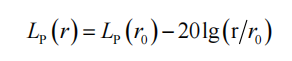 L_P(r) = L_P(r_0) − 20lg(r/r_0)